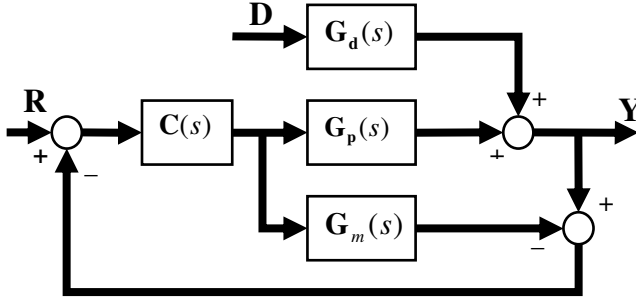 D
G_d(s)
+
R
C(s)
G_p(s)
Y
+
+
−
+
G_m(s)
−